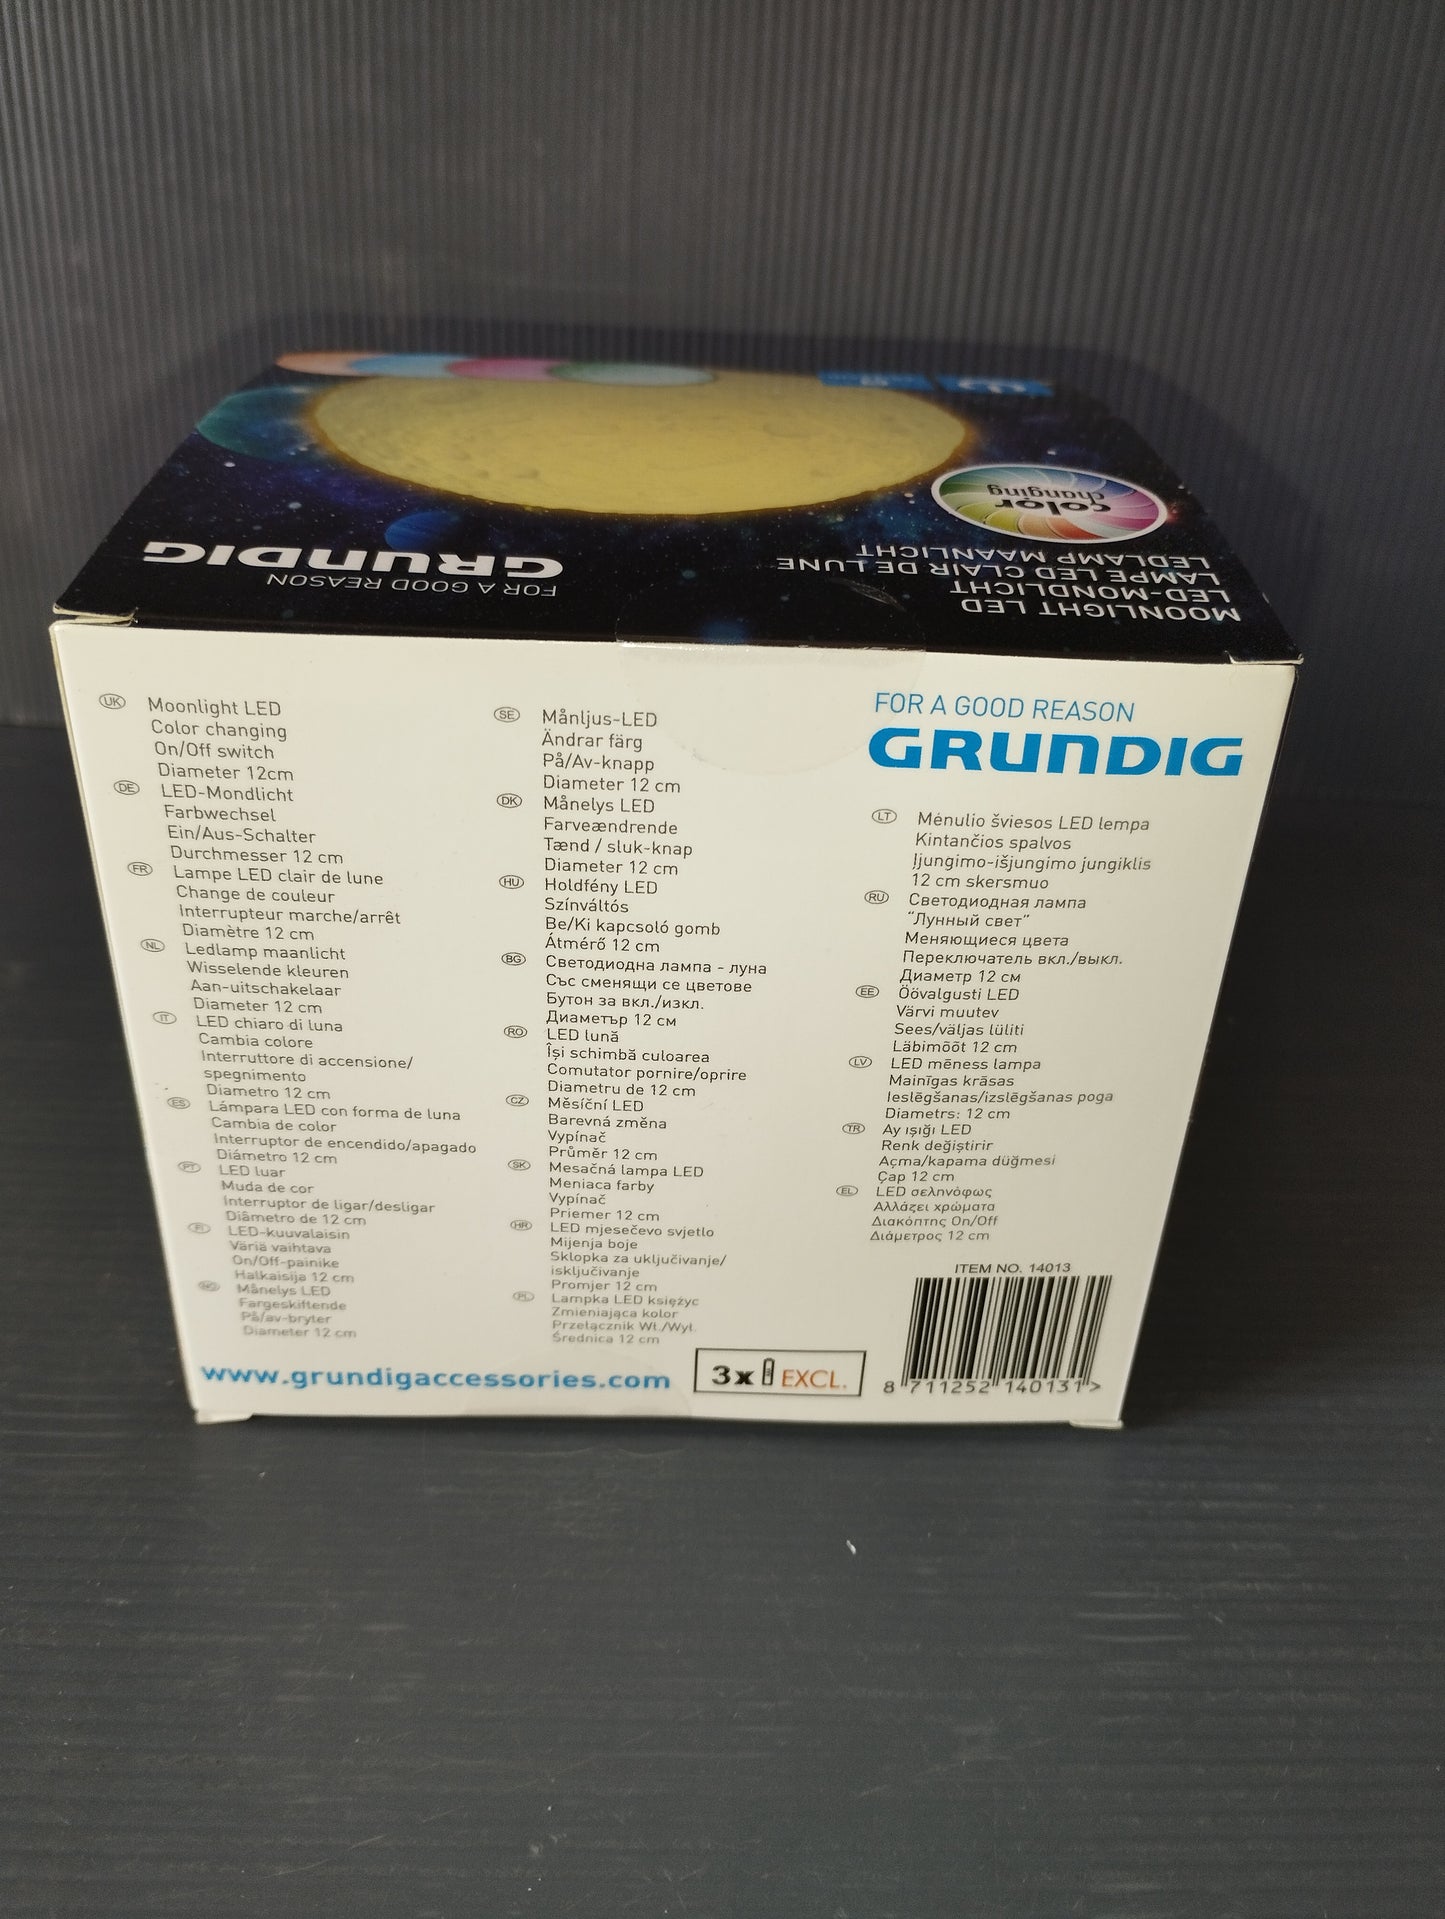 color
changing
GRUNDIG
FOR A GOOD REASON
MOONLIGHT LED
LED-MONDLICHT
LAMPE LED CLAIR DE LUNE
LEDLAMP MAANLICHT
UK Moonlight LED
Color changing
On/Off switch
Diameter 12cm
DE LED-Mondlicht
Farbwechsel
Ein/Aus-Schalter
Durchmesser 12 cm
FR Lampe LED clair de lune
Change de couleur
Interrupteur marche/arrêt
Diamètre 12 cm
NL Ledlamp maanlicht
Wisselende kleuren
Aan-uitschakelaar
Diameter 12 cm
IT LED chiaro di luna
Cambia colore
Interruttore di accensione/
spegnimento
Diametro 12 cm
ES Lámpara LED con forma de luna
Cambia de color
Interruptor de encendido/apagado
Diámetro 12 cm
PT LED luar
Muda de cor
Interruptor de ligar/desligar
Diâmetro de 12 cm
FI LED-kuuvalaisin
Väriä vaihtava
On/Off-painike
Halkaisija 12 cm
NO Månelys LED
Fargeskiftende
På/av-bryter
Diameter 12 cm
SE Månljus-LED
Ändrar färg
På/Av-knapp
Diameter 12 cm
DK Månelys LED
Farveændrende
Tænd / sluk-knap
Diameter 12 cm
HU Holdfény LED
Színváltós
Be/Ki kapcsoló gomb
Átmérő 12 cm
BG Светодиодна лампа - луна
Със сменящи се цветове
Бутон за вкл./изкл.
Диаметър 12 см
RO LED lună
Își schimbă culoarea
Comutator pornire/oprire
Diametru de 12 cm
CZ Měsíční LED
Barevná změna
Vypínač
Průměr 12 cm
SK Mesačná lampa LED
Meniaca farby
Vypínač
Priemer 12 cm
HR LED mjesečevo svjetlo
Mijenja boje
Sklopka za uključivanje/
isključivanje
Promjer 12 cm
PL Lampka LED księżyc
Zmieniająca kolor
Przełącznik Wł./Wył.
Średnica 12 cm
FOR A GOOD REASON
GRUNDIG
LT Mėnulio šviesos LED lempa
Kintančios spalvos
Įjungimo-išjungimo jungiklis
12 cm skersmuo
RU Светодиодная лампа
"Лунный свет"
Меняющиеся цвета
Переключатель вкл./выкл.
Диаметр 12 см
EE Öövalgusti LED
Värvi muutev
Sees/väljas lüliti
Läbimõõt 12 cm
LV LED mēness lampa
Mainīgas krāsas
Ieslēgšanas/izslēgšanas poga
Diametrs: 12 cm
TR Ay ışığı LED
Renk değiştirir
Açma/kapama düğmesi
Çap 12 cm
EL LED σεληνόφως
Αλλάζει χρώματα
Διακόπτης On/Off
Διάμετρος 12 cm
ITEM NO. 14013
8 711252 140131 >
www.grundigaccessories.com
3x EXCL.